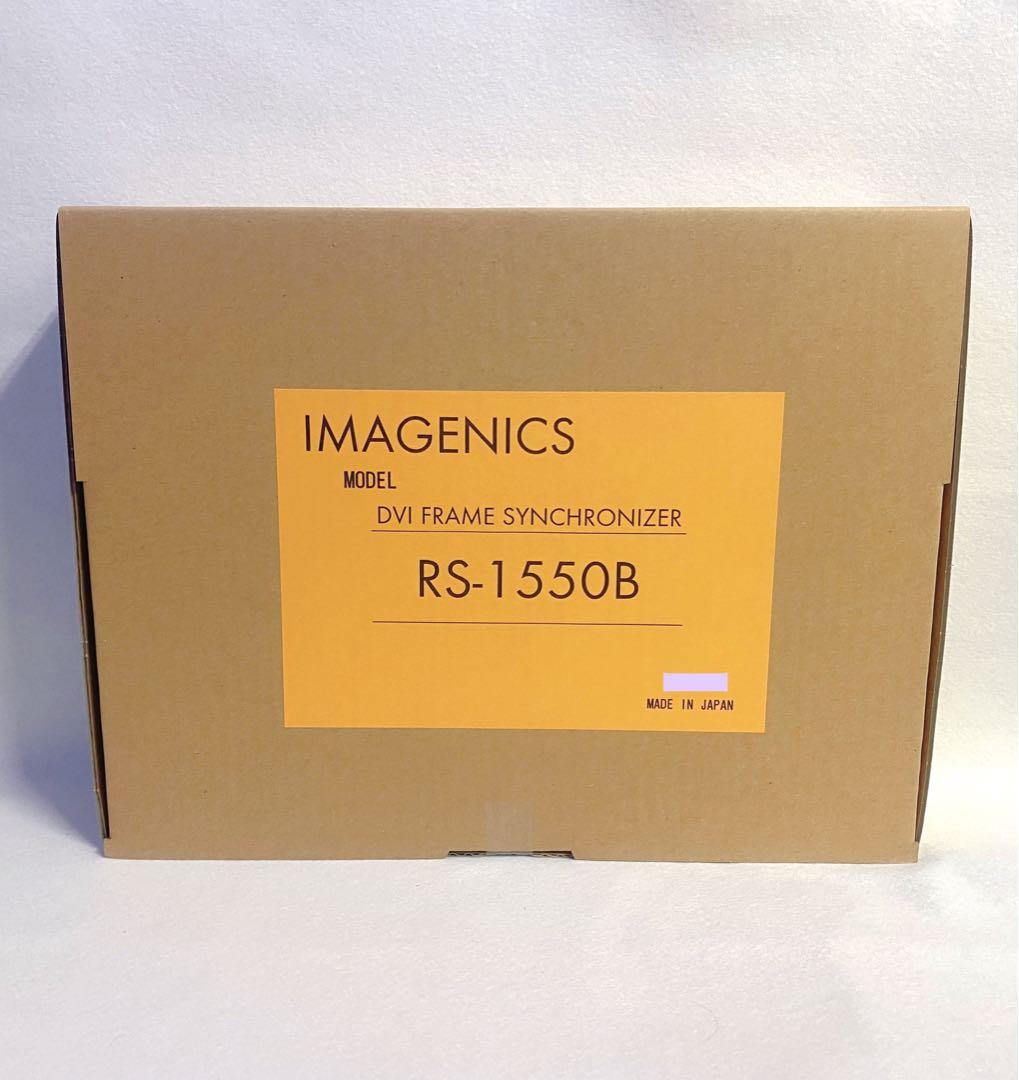 IMAGENICS
MODEL
DVI FRAME SYNCHRONIZER
RS-1550B
MADE IN JAPAN